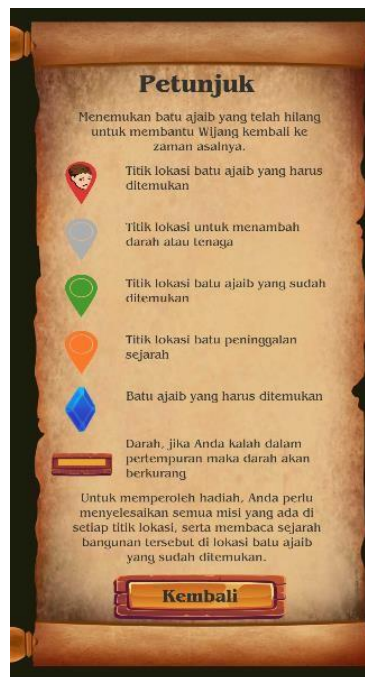 Petunjuk
Menemukan batu ajaib yang telah hilang
untuk membantu Wijang kembali ke
zaman asalnya.
Titik lokasi batu ajaib yang harus
ditemukan
Titik lokasi untuk menambah
darah atau tenaga
Titik lokasi batu ajaib yang sudah
ditemukan
Titik lokasi batu peninggalan
sejarah
Batu ajaib yang harus ditemukan
Darah, jika Anda kalah dalam
pertempuran maka darah akan
berkurang
Untuk memperoleh hadiah, Anda perlu
menyelesaikan semua misi yang ada di
setiap titik lokasi, serta membaca sejarah
bangunan tersebut di lokasi batu ajaib
yang sudah ditemukan.
Kembali